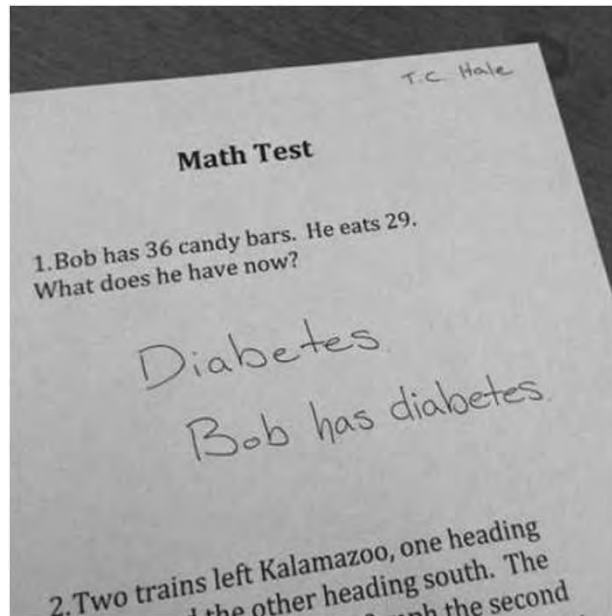 T.C. Hale
Math Test
1.Bob has 36 candy bars. He eats 29.
What does he have now?
Diabetes.
Bob has diabetes.
2.Two trains left Kalamazoo, one heading
the other heading south. The
the second